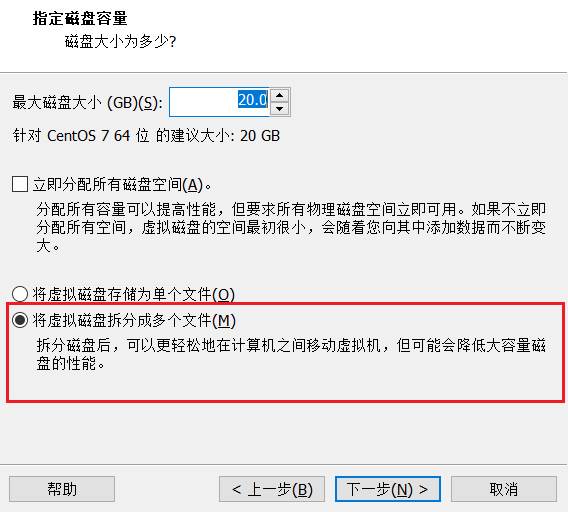 指定磁盘容量
磁盘大小为多少?
最大磁盘大小 (GB)(S): 20.0
针对 CentOS 7 64 位 的建议大小: 20 GB
立即分配所有磁盘空间(A)。
分配所有容量可以提高性能，但要求所有物理磁盘空间立即可用。如果不立即
分配所有空间，虚拟磁盘的空间最初很小，会随着您向其中添加数据而不断变
大。
将虚拟磁盘存储为单个文件(O)
将虚拟磁盘拆分成多个文件(M)
拆分磁盘后，可以更轻松地在计算机之间移动虚拟机，但可能会降低大容量磁
盘的性能。
帮助 < 上一步(B) 下一步(N) > 取消